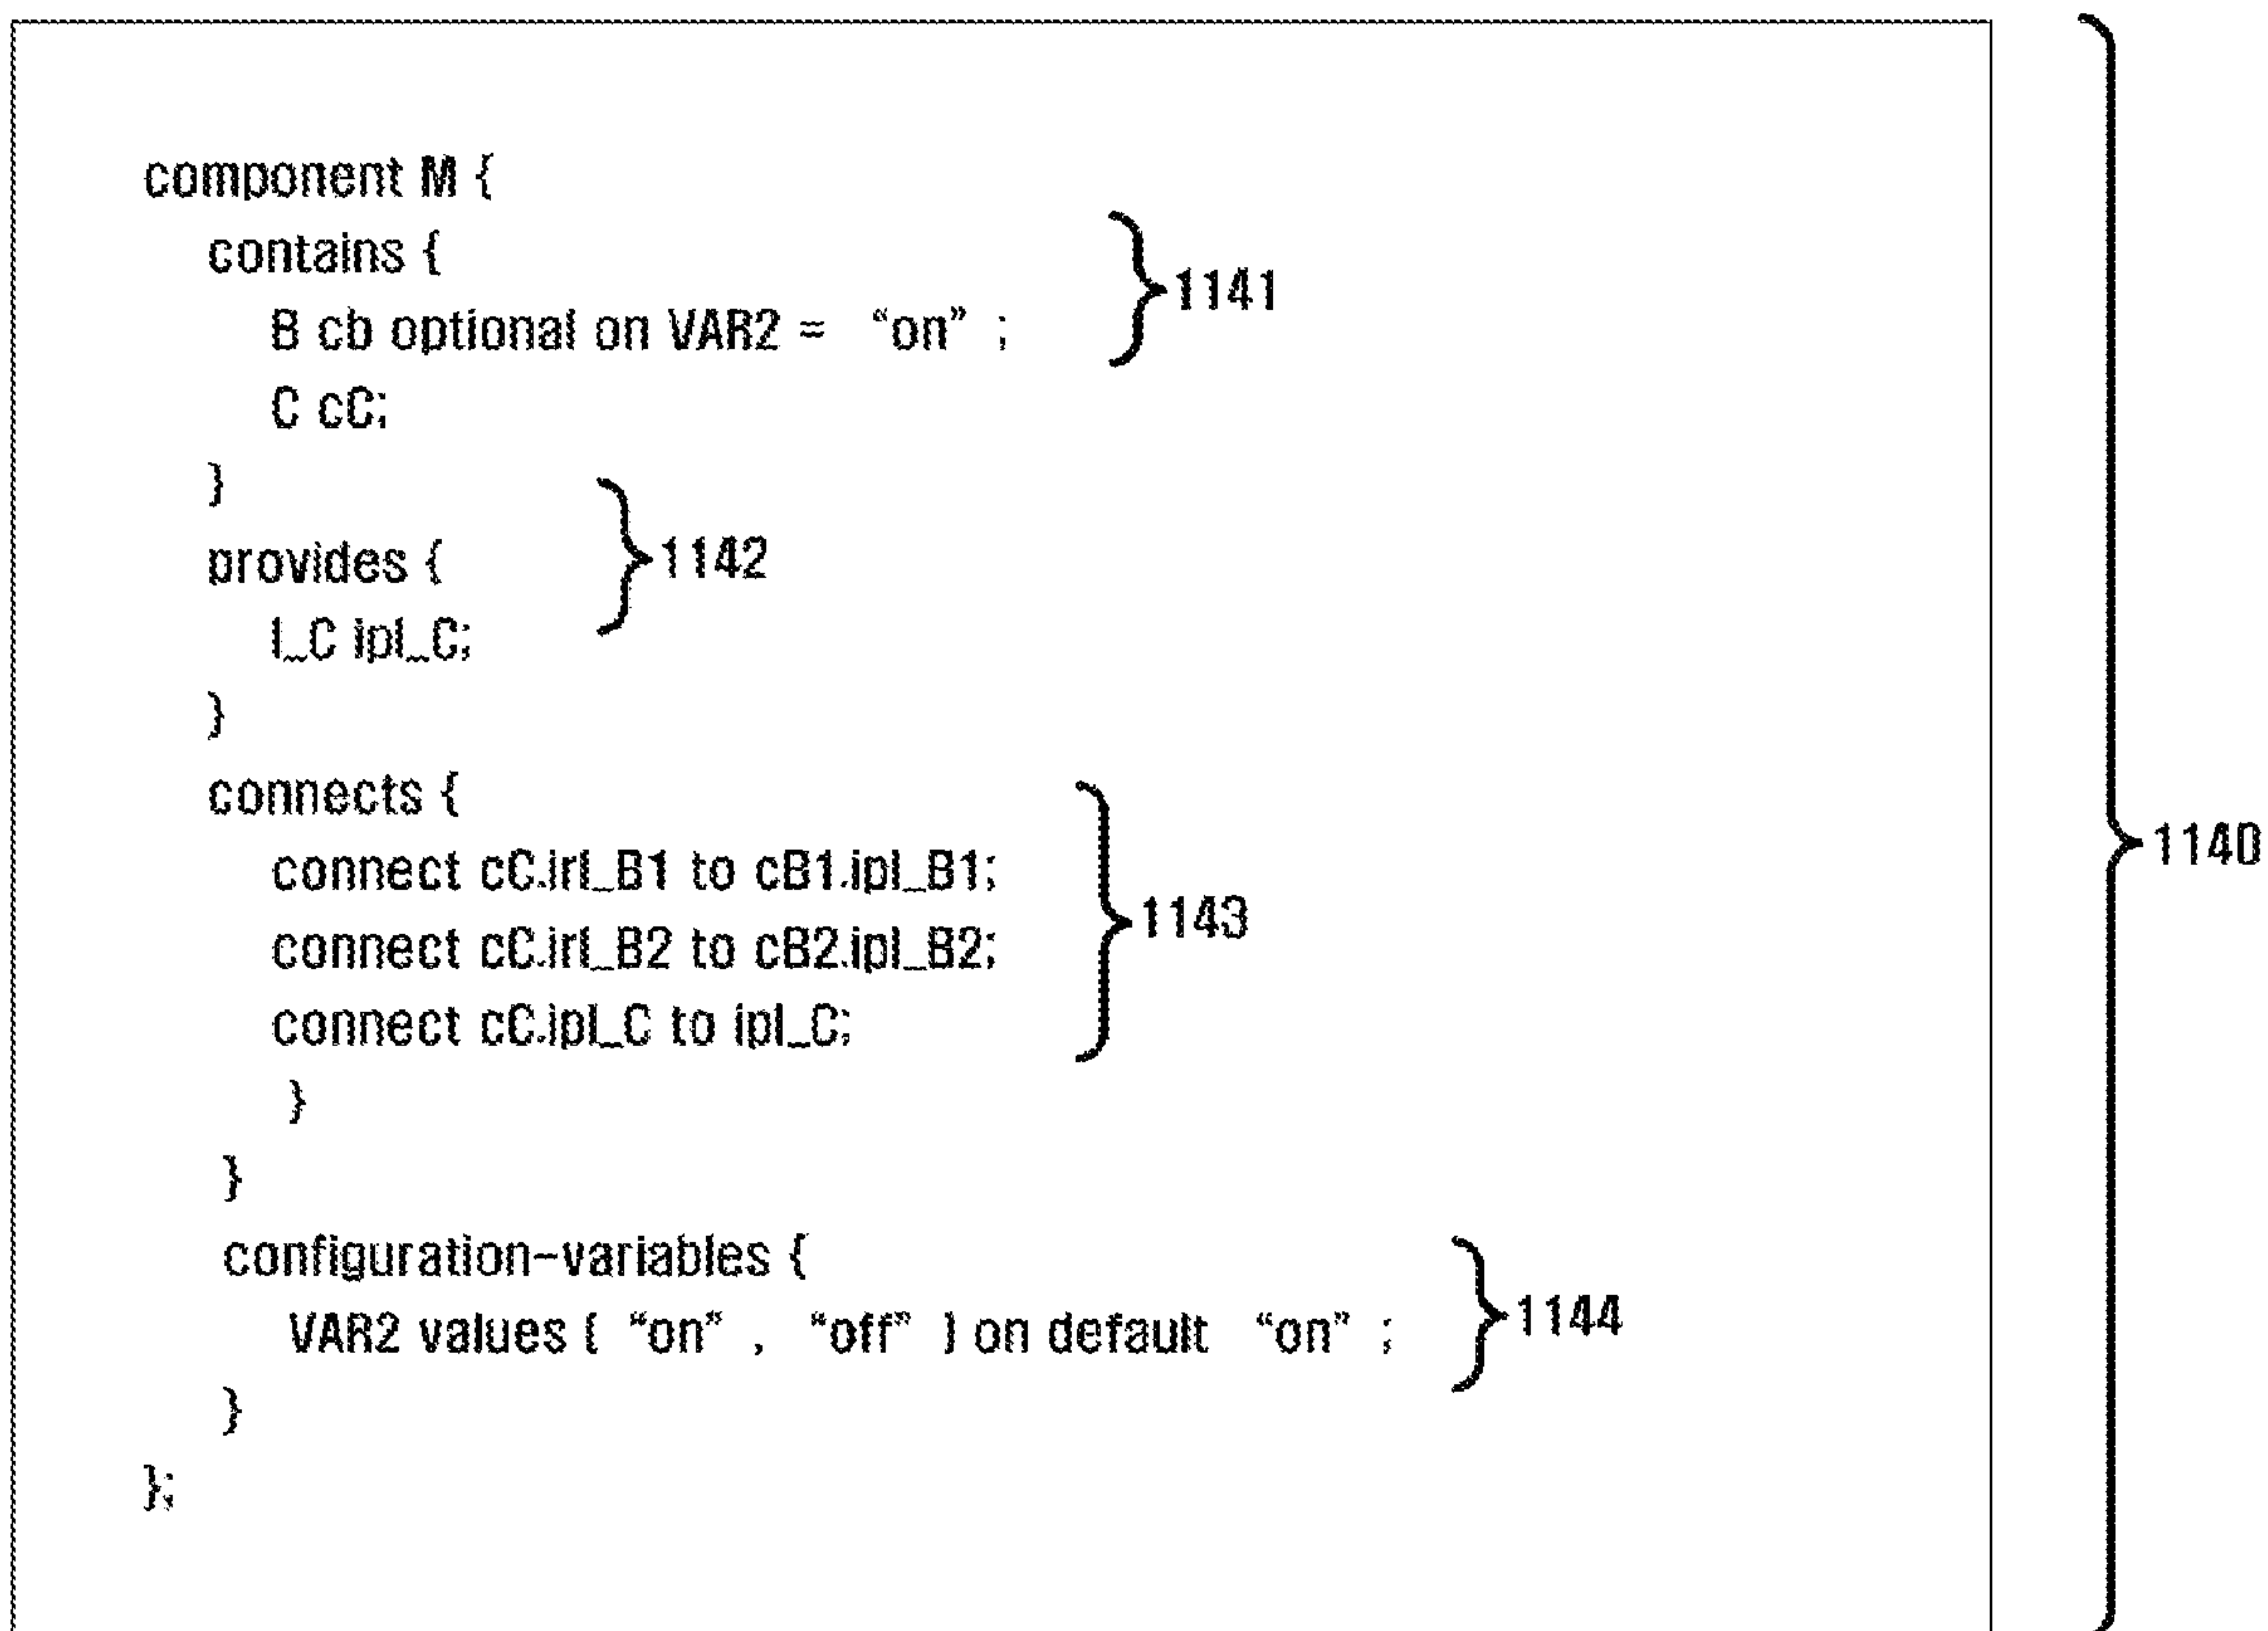 component M {
contains {
B cb optional on VAR2 = “on” ;
C cC;
}
provides {
I_C ipI_C;
}
connects {
connect cC.irI_B1 to cB1.ipI_B1;
connect cC.irI_B2 to cB2.ipI_B2;
connect cC.ipI_C to ipI_C;
}
}
configuration-variables {
VAR2 values ( “on” , “off” ) on default “on” ;
}
};
1141
1142
1143
1144
1140